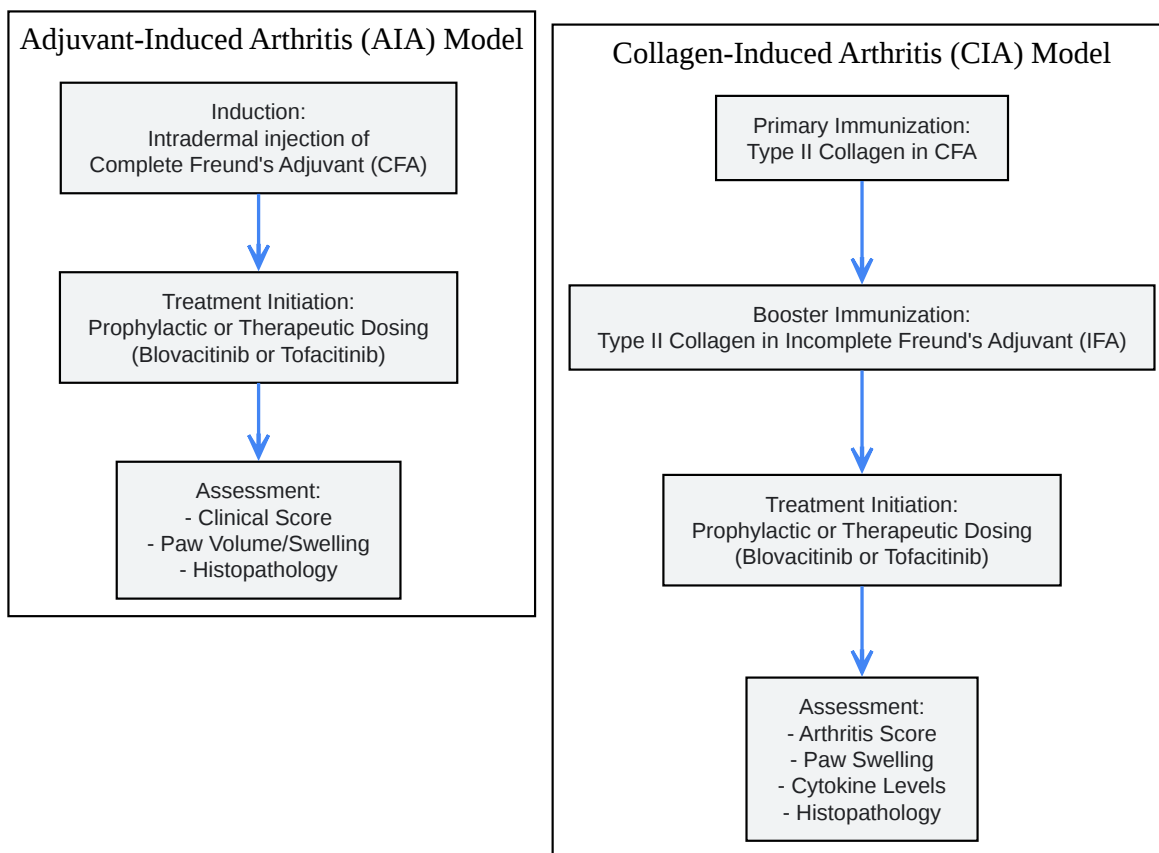 Adjuvant-Induced Arthritis (AIA) Model
Induction:
Intradermal injection of
Complete Freund's Adjuvant (CFA)
Treatment Initiation:
Prophylactic or Therapeutic Dosing
(Blovacitinib or Tofacitinib)
Assessment:
- Clinical Score
- Paw Volume/Swelling
- Histopathology
Collagen-Induced Arthritis (CIA) Model
Primary Immunization:
Type II Collagen in CFA
Booster Immunization:
Type II Collagen in Incomplete Freund's Adjuvant (IFA)
Treatment Initiation:
Prophylactic or Therapeutic Dosing
(Blovacitinib or Tofacitinib)
Assessment:
- Arthritis Score
- Paw Swelling
- Cytokine Levels
- Histopathology